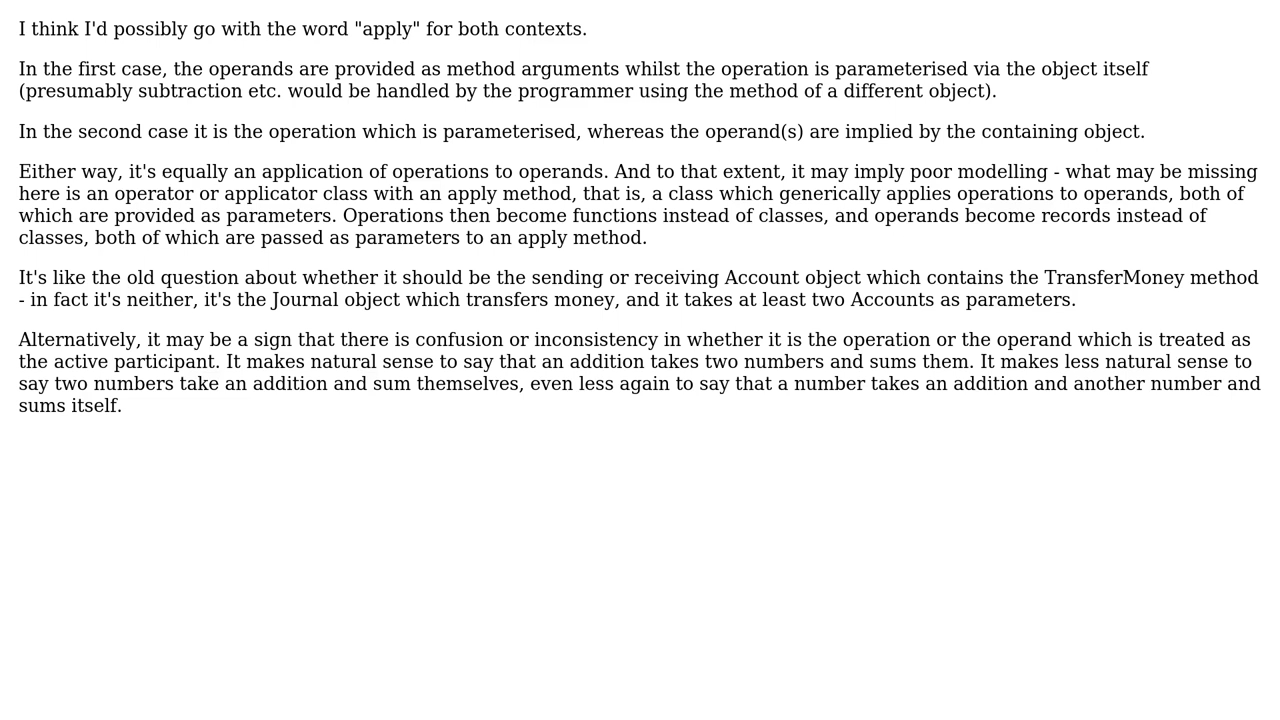 I think I'd possibly go with the word "apply" for both contexts.
In the first case, the operands are provided as method arguments whilst the operation is parameterised via the object itself
(presumably subtraction etc. would be handled by the programmer using the method of a different object).
In the second case it is the operation which is parameterised, whereas the operand(s) are implied by the containing object.
Either way, it's equally an application of operations to operands. And to that extent, it may imply poor modelling - what may be missing
here is an operator or applicator class with an apply method, that is, a class which generically applies operations to operands, both of
which are provided as parameters. Operations then become functions instead of classes, and operands become records instead of
classes, both of which are passed as parameters to an apply method.
It's like the old question about whether it should be the sending or receiving Account object which contains the TransferMoney method
- in fact it's neither, it's the Journal object which transfers money, and it takes at least two Accounts as parameters.
Alternatively, it may be a sign that there is confusion or inconsistency in whether it is the operation or the operand which is treated as
the active participant. It makes natural sense to say that an addition takes two numbers and sums them. It makes less natural sense to
say two numbers take an addition and sum themselves, even less again to say that a number takes an addition and another number and
sums itself.